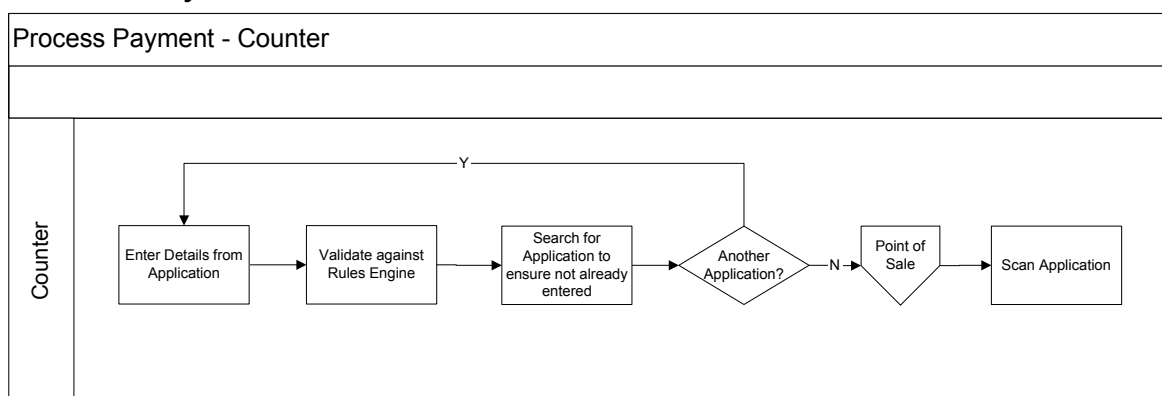 Process Payment - Counter
Counter
Y
Enter Details from
Application
Validate against
Rules Engine
Search for
Application to
ensure not already
entered
Another
Application?
N
Point of
Sale
Scan Application